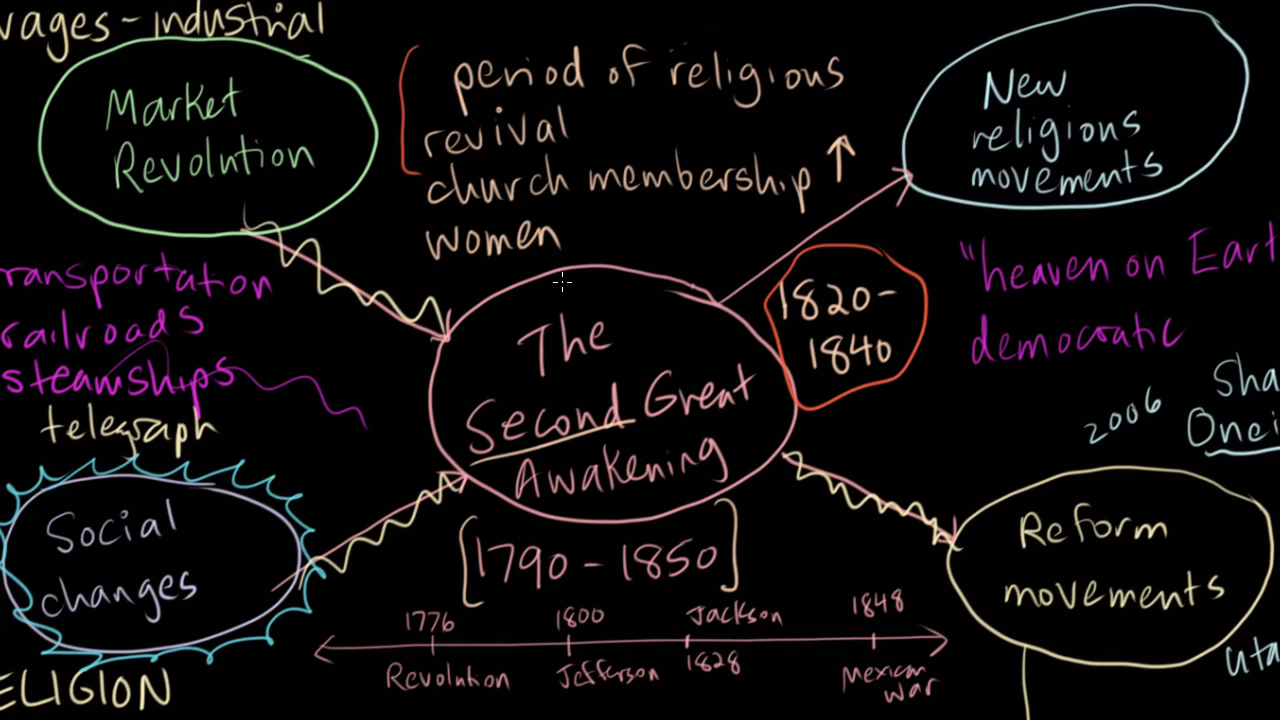 wages - industrial
Market
Revolution
period of religious
revival
church membership ↑
women
New
religions
movements
transportation
railroads
steamships
telegraph
"heaven on Eart
democratic
1820-
1840
The
Second Great
Awakening
[1790 - 1850]
2006
Sha
Onei
Social
changes
Reform
movements
1776
1800
Jackson
1848
Revolution
Jefferson
1828
Mexican
war
ELIGION
uta